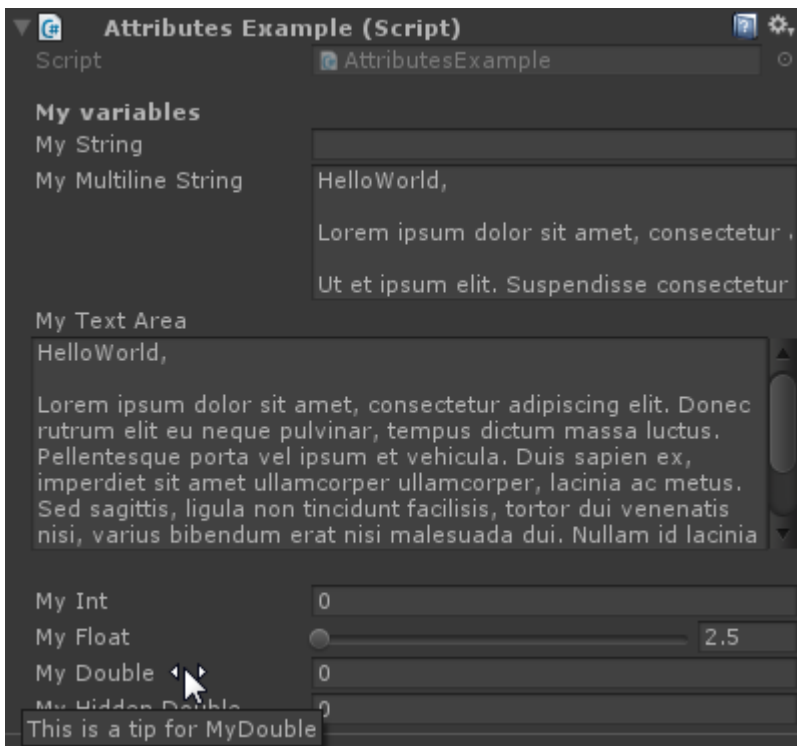 Attributes Example (Script)
Script AttributesExample
My variables
My String
My Multiline String HelloWorld,
Lorem ipsum dolor sit amet, consectetur
Ut et ipsum elit. Suspendisse consectetur
My Text Area
HelloWorld,
Lorem ipsum dolor sit amet, consectetur adipiscing elit. Donec
rutrum elit eu neque pulvinar, tempus dictum massa luctus.
Pellentesque porta vel ipsum et vehicula. Duis sapien ex,
imperdiet sit amet ullamcorper ullamcorper, lacinia ac metus.
Sed sagittis, ligula non tincidunt facilisis, tortor dui venenatis
nisi, varius bibendum erat nisi malesuada dui. Nullam id lacinia
My Int 0
My Float 2.5
My Double 0
My Hidden Double 0
This is a tip for MyDouble